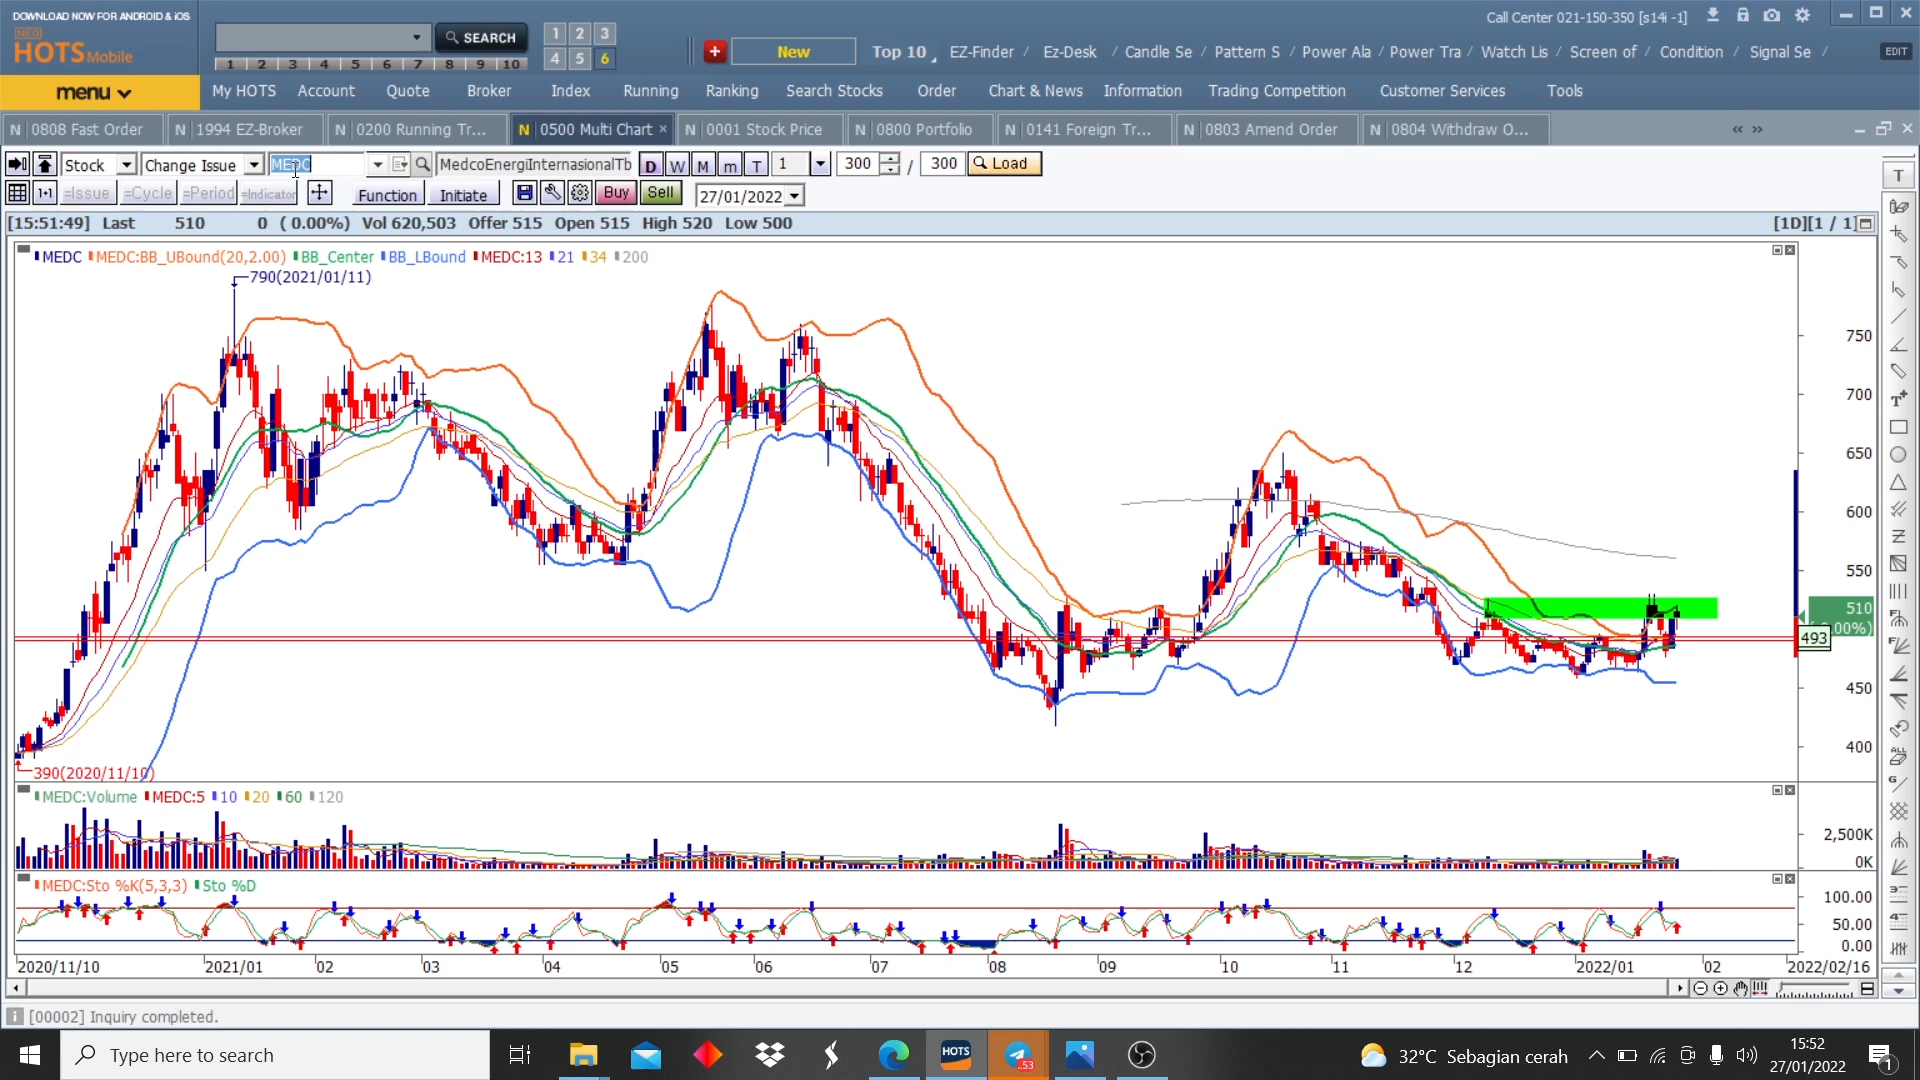 DOWNLOAD NOW FOR ANDROID & iOS
NEO
HOTS Mobile
SEARCH
1 2 3 4 5 6 7 8 9 10
1 2 3
4 5 6
New
Top 10
EZ-Finder / Ez-Desk / Candle Se / Pattern S / Power Ala / Power Tra / Watch Lis / Screen of / Condition / Signal Se /
Call Center 021-150-350 [s14i -1]
EDIT
menu
My HOTS Account Quote Broker Index Running Ranking Search Stocks Order Chart & News Information Trading Competition Customer Services Tools
N 0808 Fast Order N 1994 EZ-Broker N 0200 Running Tr... N 0500 Multi Chart × N 0001 Stock Price N 0800 Portfolio N 0141 Foreign Tr... N 0803 Amend Order N 0804 Withdraw O...
Stock Change Issue MEDC MedcoEnergiInternasionalTb D W M m T 1 300 / 300 Load
1+1 =Issue =Cycle =Period =Indicator Function Initiate Buy Sell 27/01/2022
[15:51:49] Last 510 0 ( 0.00%) Vol 620,503 Offer 515 Open 515 High 520 Low 500 [1D][1 / 1]
MEDC MEDC:BB_UBound(20,2.00) BB_Center BB_LBound MEDC:13 21 34 200
790(2021/01/11)
750
700
650
600
550
510
0.00%)
493
450
400
390(2020/11/10)
MEDC:Volume MEDC:5 10 20 60 120
2,500K
0K
MEDC:Sto %K(5,3,3) Sto %D
100.00
50.00
0.00
2020/11/10 2021/01 02 03 04 05 06 07 08 09 10 11 12 2022/01 02 2022/02/16
[00002] Inquiry completed.
Type here to search
HOTS
53
32°C Sebagian cerah
15:52
27/01/2022
1